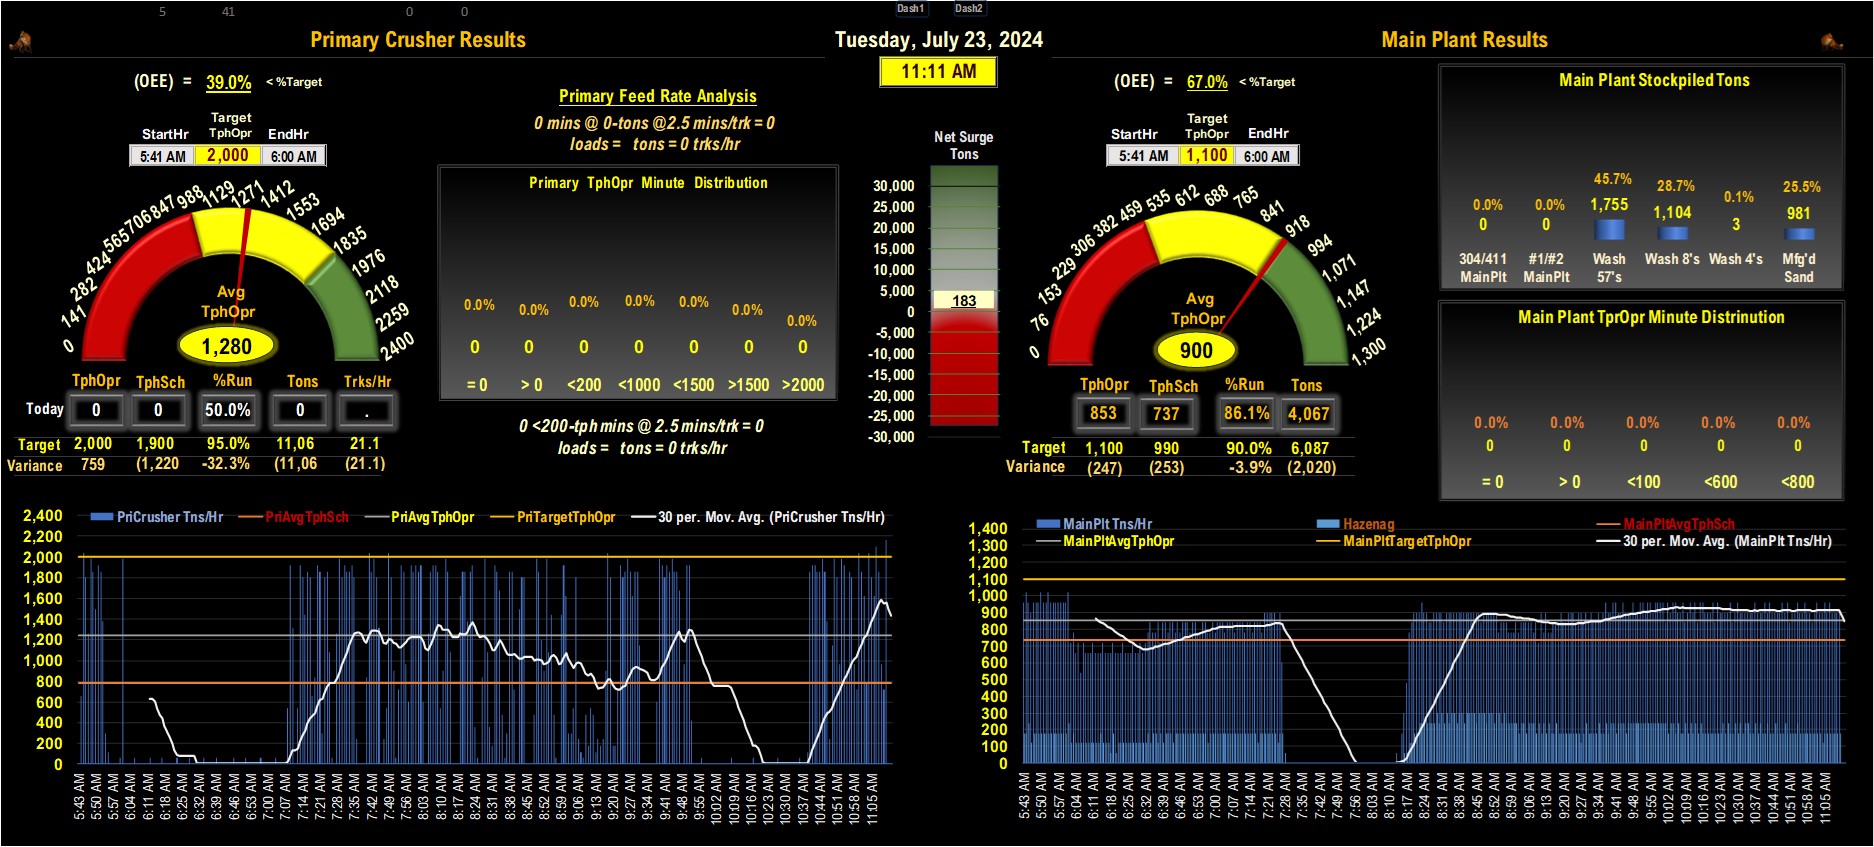 5 41 0 0 Dash1 Dash2
Primary Crusher Results
Tuesday, July 23, 2024
Main Plant Results
11:11 AM
(OEE) = 39.0% < %Target
StartHr Target TphOpr EndHr
5:41 AM 2,000 6:00 AM
0 141 282 424 565 706 847 988 1129 1271 1412 1553 1694 1835 1976 2118 2259 2400
Avg
TphOpr
1,280
TphOpr TphSch %Run Tons Trks/Hr
Today 0 0 50.0% 0 .
Target 2,000 1,900 95.0% 11,06 21.1
Variance 759 (1,220 -32.3% (11,06 (21.1)
Primary Feed Rate Analysis
0 mins @ 0-tons @2.5 mins/trk = 0
loads = tons = 0 trks/hr
Primary TphOpr Minute Distribution
0.0% 0.0% 0.0% 0.0% 0.0% 0.0% 0.0%
0 0 0 0 0 0 0
= 0 > 0 <200 <1000 <1500 >1500 >2000
0 <200-tph mins @ 2.5 mins/trk = 0
loads = tons = 0 trks/hr
Net Surge
Tons
30,000
25,000
20,000
15,000
10,000
5,000
183
0
-5,000
-10,000
-15,000
-20,000
-25,000
-30,000
(OEE) = 67.0% < %Target
StartHr Target TphOpr EndHr
5:41 AM 1,100 6:00 AM
0 76 153 229 306 382 459 535 612 688 765 841 918 994 1,071 1,147 1,224 1,300
Avg
TphOpr
900
TphOpr TphSch %Run Tons
853 737 86.1% 4,067
Target 1,100 990 90.0% 6,087
Variance (247) (253) -3.9% (2,020)
Main Plant Stockpiled Tons
0.0% 0.0% 45.7% 28.7% 0.1% 25.5%
0 0 1,755 1,104 3 981
304/411 #1/#2 Wash Wash 8's Wash 4's Mfg'd
MainPlt MainPlt 57's Sand
Main Plant TprOpr Minute Distrinution
0.0% 0.0% 0.0% 0.0% 0.0%
0 0 0 0 0
= 0 > 0 <100 <600 <800
PriCrusher Tns/Hr PriAvgTphSch PriAvgTphOpr PriTargetTphOpr 30 per. Mov. Avg. (PriCrusher Tns/Hr)
2,400
2,200
2,000
1,800
1,600
1,400
1,200
1,000
800
600
400
200
0
5:43 AM 5:50 AM 5:57 AM 6:04 AM 6:11 AM 6:18 AM 6:25 AM 6:32 AM 6:39 AM 6:46 AM 6:53 AM 7:00 AM 7:07 AM 7:14 AM 7:21 AM 7:28 AM 7:35 AM 7:42 AM 7:49 AM 7:56 AM 8:03 AM 8:10 AM 8:17 AM 8:24 AM 8:31 AM 8:38 AM 8:45 AM 8:52 AM 8:59 AM 9:06 AM 9:13 AM 9:20 AM 9:27 AM 9:34 AM 9:41 AM 9:48 AM 9:55 AM 10:02 AM 10:09 AM 10:16 AM 10:23 AM 10:30 AM 10:37 AM 10:44 AM 10:51 AM 10:58 AM 11:05 AM
MainPlt Tns/Hr Hazenag MainPltAvgTphSch
MainPltAvgTphOpr MainPltTargetTphOpr 30 per. Mov. Avg. (MainPlt Tns/Hr)
1,400
1,300
1,200
1,100
1,000
900
800
700
600
500
400
300
200
100
0
5:43 AM 5:50 AM 5:57 AM 6:04 AM 6:11 AM 6:18 AM 6:25 AM 6:32 AM 6:39 AM 6:46 AM 6:53 AM 7:00 AM 7:07 AM 7:14 AM 7:21 AM 7:28 AM 7:35 AM 7:42 AM 7:49 AM 7:56 AM 8:03 AM 8:10 AM 8:17 AM 8:24 AM 8:31 AM 8:38 AM 8:45 AM 8:52 AM 8:59 AM 9:06 AM 9:13 AM 9:20 AM 9:27 AM 9:34 AM 9:41 AM 9:48 AM 9:55 AM 10:02 AM 10:09 AM 10:16 AM 10:23 AM 10:30 AM 10:37 AM 10:44 AM 10:51 AM 10:58 AM 11:05 AM